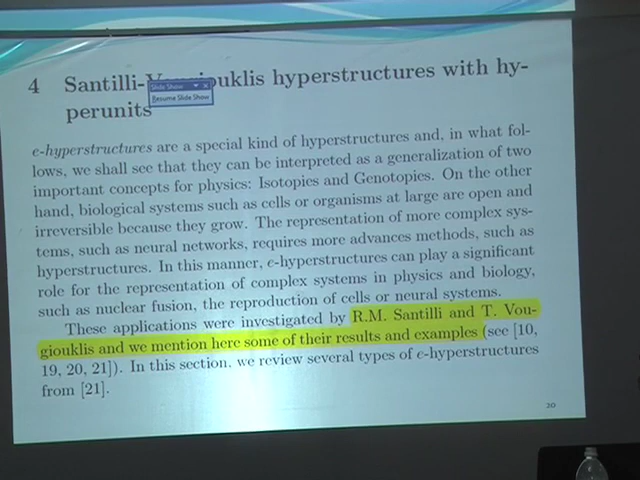 4 Santilli-V iouklis hyperstructures with hy-
perunits
Slide Show
Resume Slide Show
e-hyperstructures are a special kind of hyperstructures and, in what fol-
lows, we shall see that they can be interpreted as a generalization of two
important concepts for physics: Isotopies and Genotopies. On the other
hand, biological systems such as cells or organisms at large are open and
irreversible because they grow. The representation of more complex sys-
tems, such as neural networks, requires more advances methods, such as
hyperstructures. In this manner, e-hyperstructures can play a significant
role for the representation of complex systems in physics and biology,
such as nuclear fusion, the reproduction of cells or neural systems.
These applications were investigated by R.M. Santilli and T. Vou-
giouklis and we mention here some of their results and examples (see [10,
19, 20, 21]). In this section, we review several types of e-hyperstructures
from [21].
20